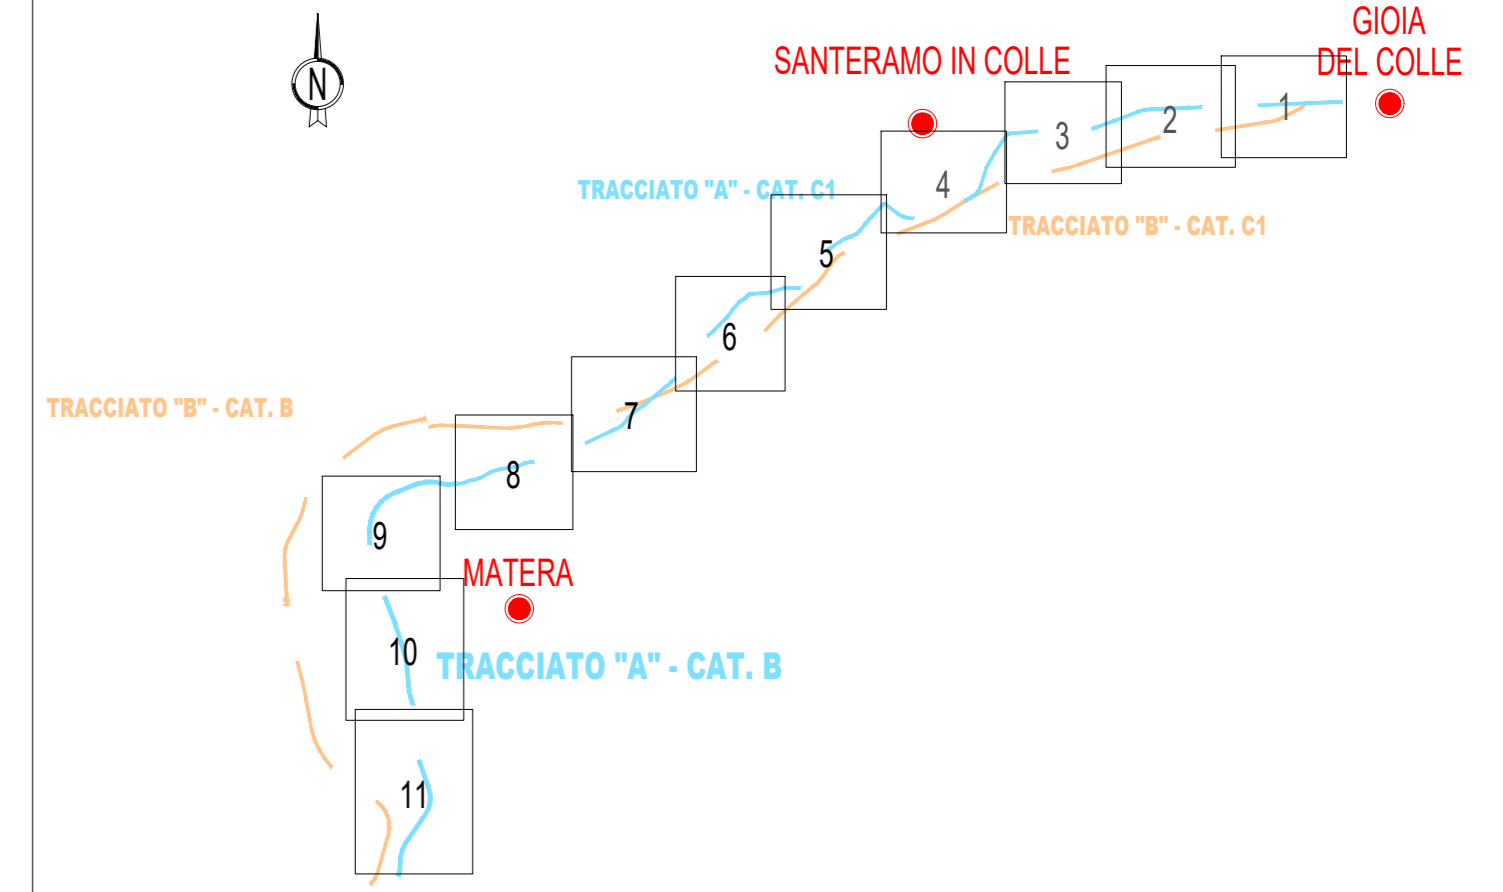 GIOIA
DEL COLLE
SANTERAMO IN COLLE
N
1
2
3
4
TRACCIATO "A" - CAT. C1
TRACCIATO "B" - CAT. C1
5
6
TRACCIATO "B" - CAT. B
7
8
9
MATERA
10
TRACCIATO "A" - CAT. B
11